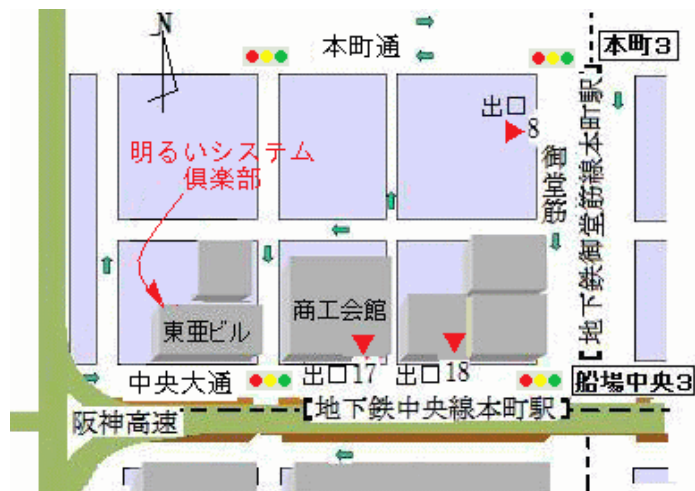 N
本町通
本町3
出口
8
明るいシステム
倶楽部
御堂筋
地下鉄御堂筋線本町駅
商工会館
東亜ビル
中央大通
出口17
出口18
船場中央3
地下鉄中央線本町駅
阪神高速